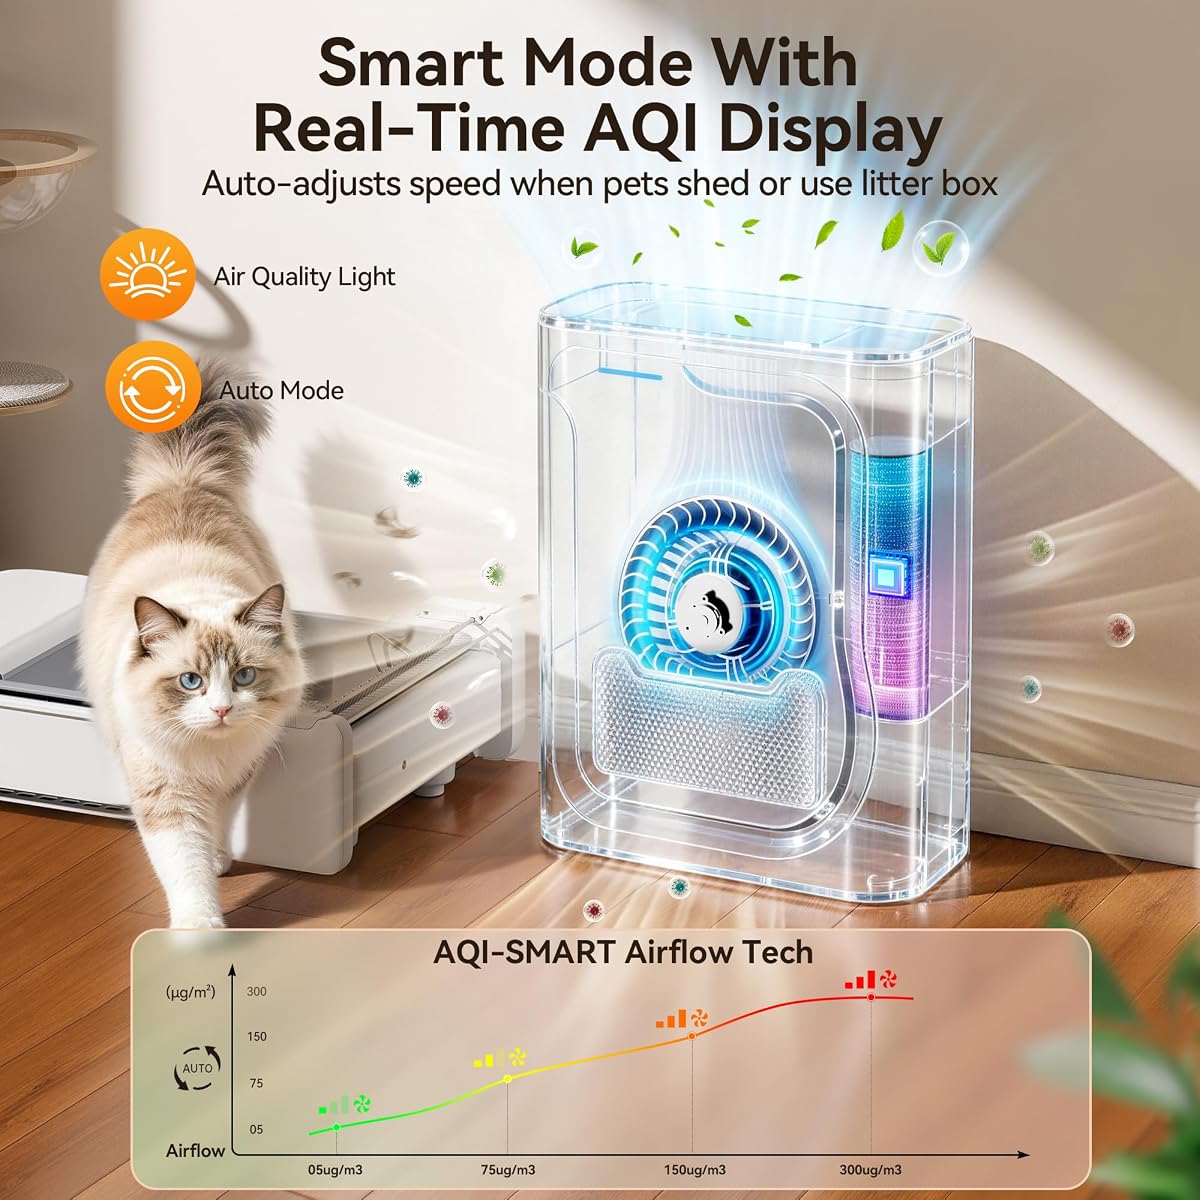 Smart Mode With
Real-Time AQI Display
Auto-adjusts speed when pets shed or use litter box
Air Quality Light
Auto Mode
AQI-SMART Airflow Tech
(μg/m²)
300
150
AUTO
75
05
Airflow
05ug/m3
75ug/m3
150ug/m3
300ug/m3